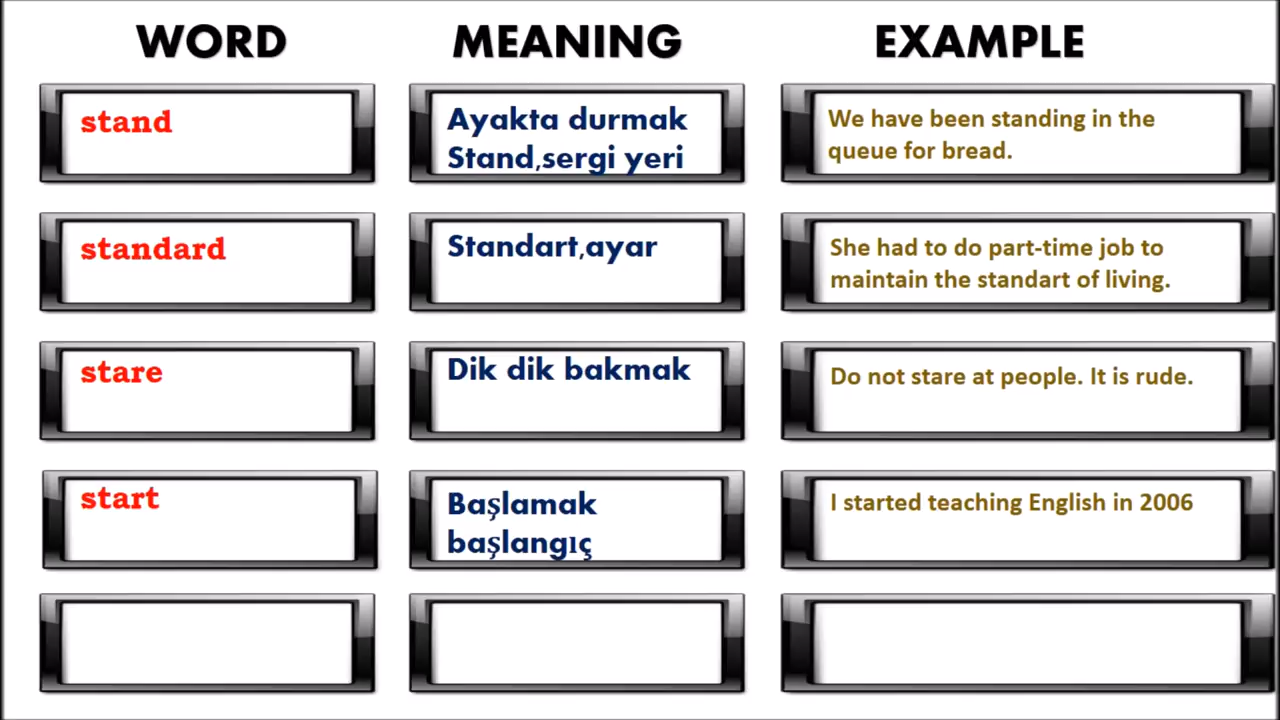 WORD MEANING EXAMPLE
stand
Ayakta durmak
Stand,sergi yeri
We have been standing in the
queue for bread.
standard
Standart,ayar
She had to do part-time job to
maintain the standart of living.
stare
Dik dik bakmak
Do not stare at people. It is rude.
start
Başlamak
başlangıç
I started teaching English in 2006